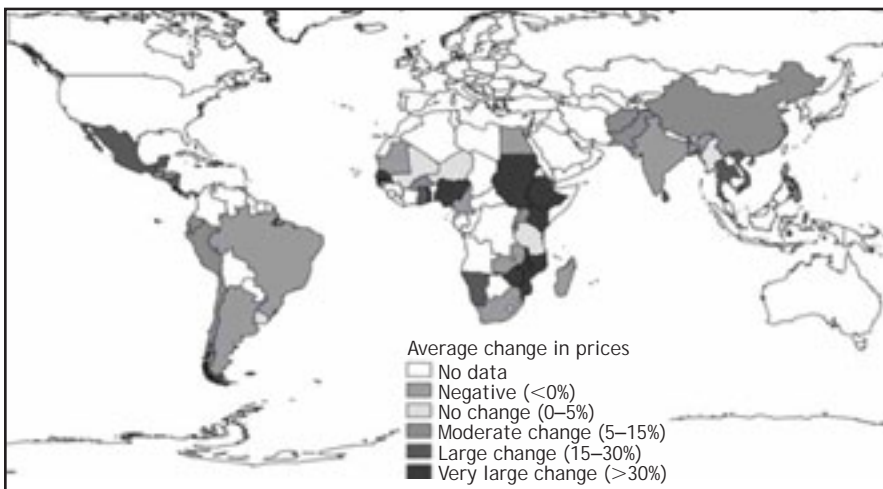 Average change in prices
No data
Negative (<0%)
No change (0–5%)
Moderate change (5–15%)
Large change (15–30%)
Very large change (>30%)